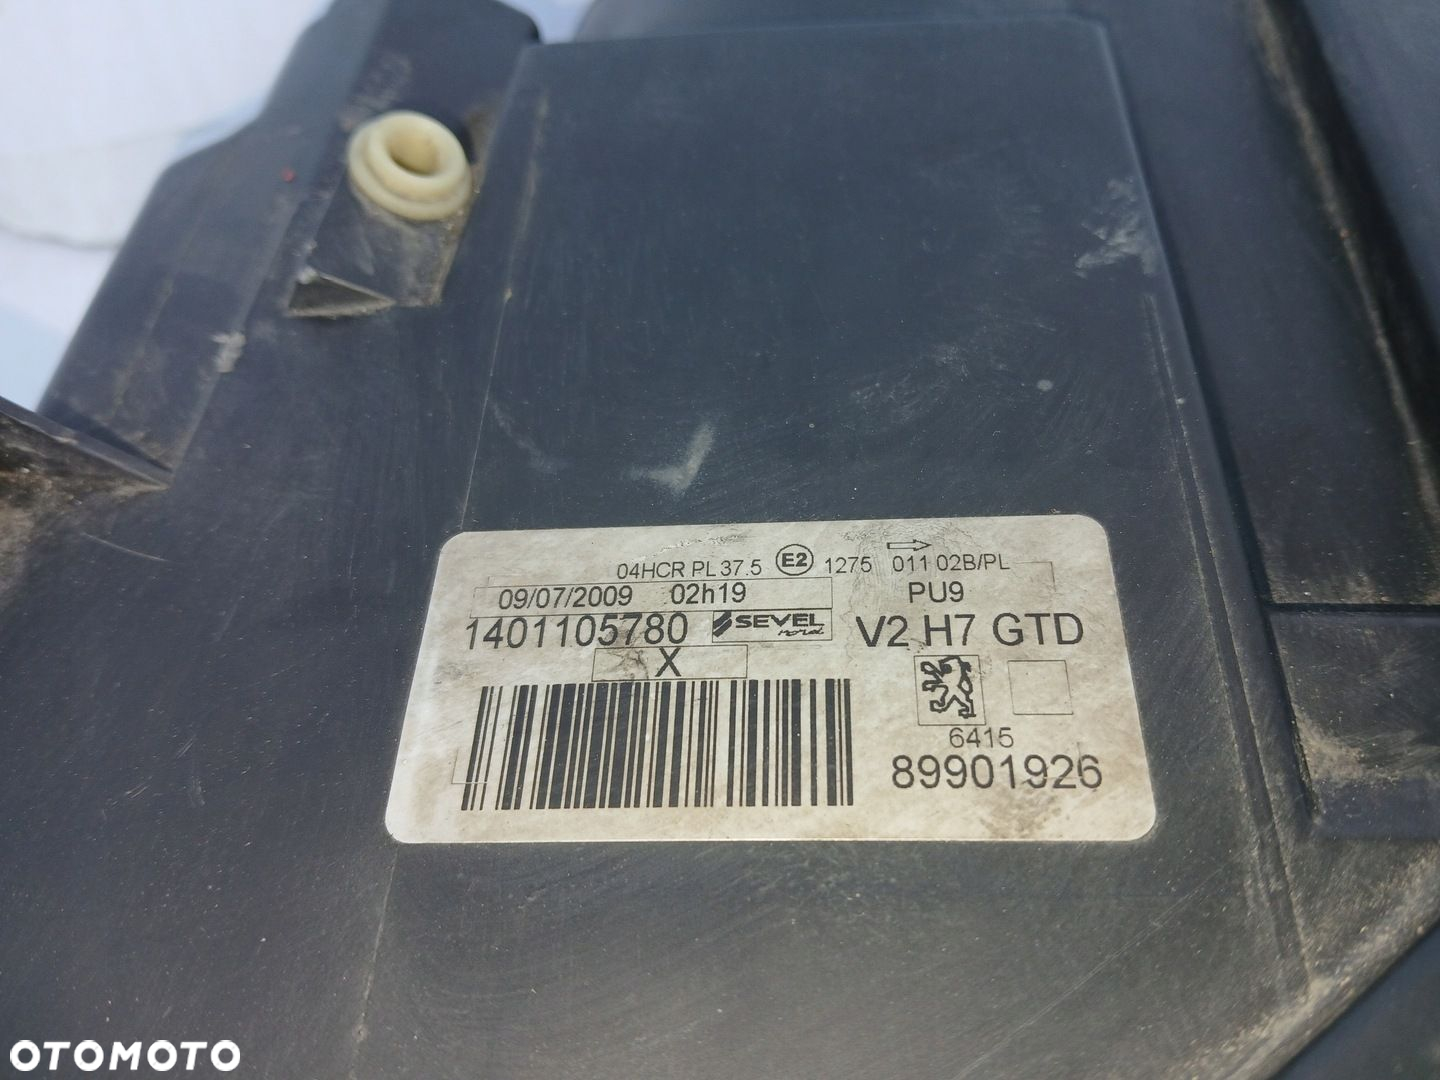 04HCR PL 37.5 E2 1275 011 02B/PL
09/07/2009 02h19 PU9
1401105780 SEVEL nord V2 H7 GTD
X
6415
89901926
OTOMOTO